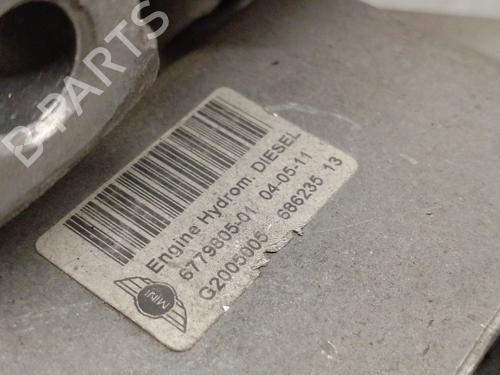 B-PARTS
Engine Hydrom. DIESEL
6779805-01 04-05-11
G2005005 686235 13
MINI